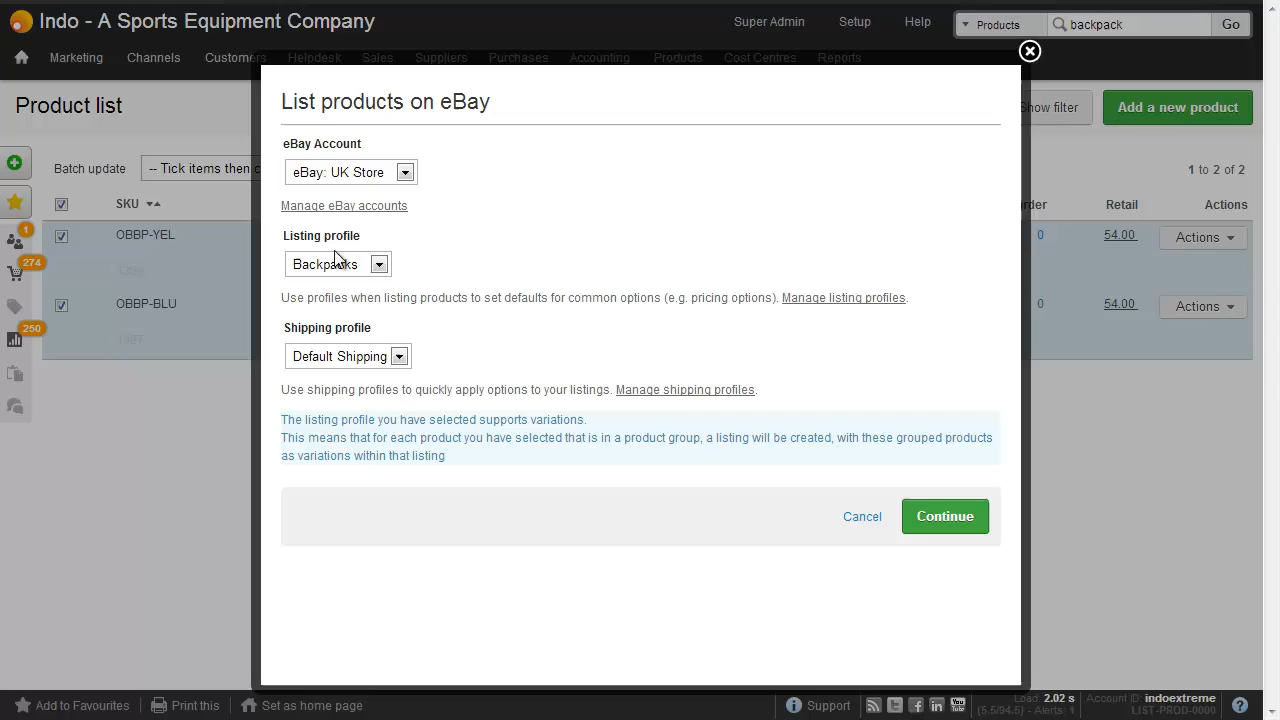 Indo - A Sports Equipment Company
Super Admin Setup Help Products backpack Go
Marketing Channels Customers Helpdesk Sales Suppliers Purchases Accounting Products Cost Centres Reports
Product list
Show filter Add a new product
List products on eBay
eBay Account
eBay: UK Store
Manage eBay accounts
Listing profile
Backpacks
Use profiles when listing products to set defaults for common options (e.g. pricing options). Manage listing profiles.
Shipping profile
Default Shipping
Use shipping profiles to quickly apply options to your listings. Manage shipping profiles.
The listing profile you have selected supports variations.
This means that for each product you have selected that is in a product group, a listing will be created, with these grouped products
as variations within that listing
Cancel Continue
Batch update -- Tick items then c
1 to 2 of 2
SKU
Retail Actions
1
OBBP-YEL
0 54.00 Actions
274
OBBP-BLU
0 54.00 Actions
250
Add to Favourites Print this Set as home page
Support
You Tube
Load: 2.02 s
(5.5/94.5) - Alerts: 1
Account ID: indoextreme
LIST-PROD-0000